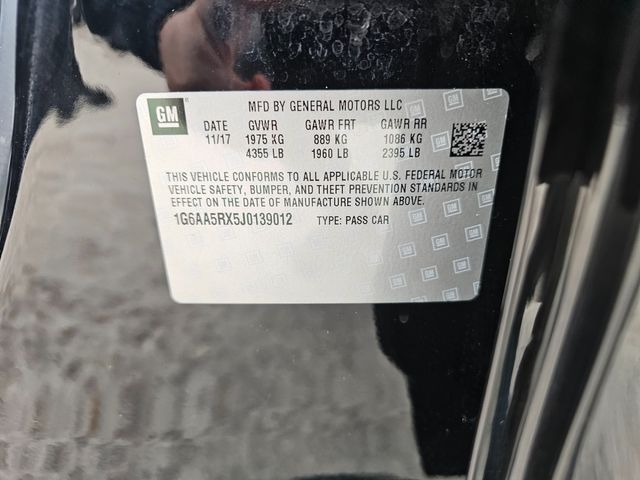 GM MFD BY GENERAL MOTORS LLC
DATE GVWR GAWR FRT GAWR RR
11/17 1975 KG 889 KG 1086 KG
4355 LB 1960 LB 2395 LB
THIS VEHICLE CONFORMS TO ALL APPLICABLE U.S. FEDERAL MOTOR
VEHICLE SAFETY, BUMPER, AND THEFT PREVENTION STANDARDS IN
EFFECT ON THE DATE OF MANUFACTURE SHOWN ABOVE.
1G6AA5RX5J0139012 TYPE: PASS CAR